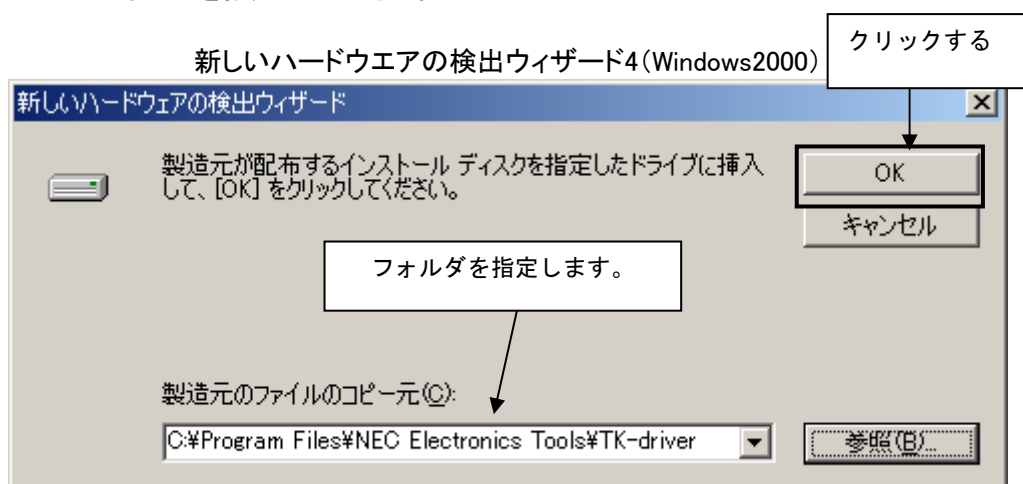 クリックする
新しいハードウエアの検出ウィザード4(Windows2000)
新しいハードウェアの検出ウィザード
製造元が配布するインストール ディスクを指定したドライブに挿入
して、[OK] をクリックしてください。
OK
キャンセル
フォルダを指定します。
製造元のファイルのコピー元(C):
C:¥Program Files¥NEC Electronics Tools¥TK-driver
参照(B)...